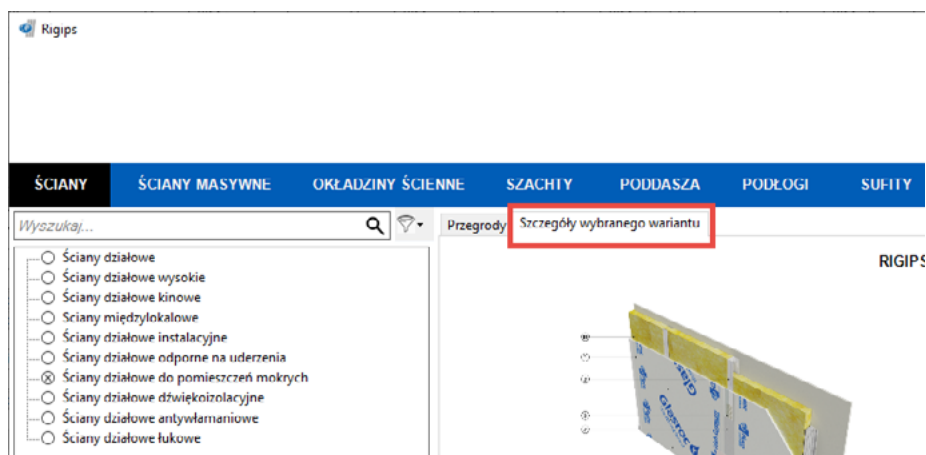 Rigips
ŚCIANY ŚCIANY MASYWNE OKŁADZINY ŚCIENNE SZACHTY PODDASZA PODŁOGI SUFITY
Wyszukaj... Przegrody Szczegóły wybranego wariantu
RIGIPS
Ściany działowe
Ściany działowe wysokie
Ściany działowe kinowe
Ściany międzylokalowe
Ściany działowe instalacyjne
Ściany działowe odporne na uderzenia
Ściany działowe do pomieszczeń mokrych
Ściany działowe dźwiękoizolacyjne
Ściany działowe antywłamaniowe
Ściany działowe łukowe
Glasroc